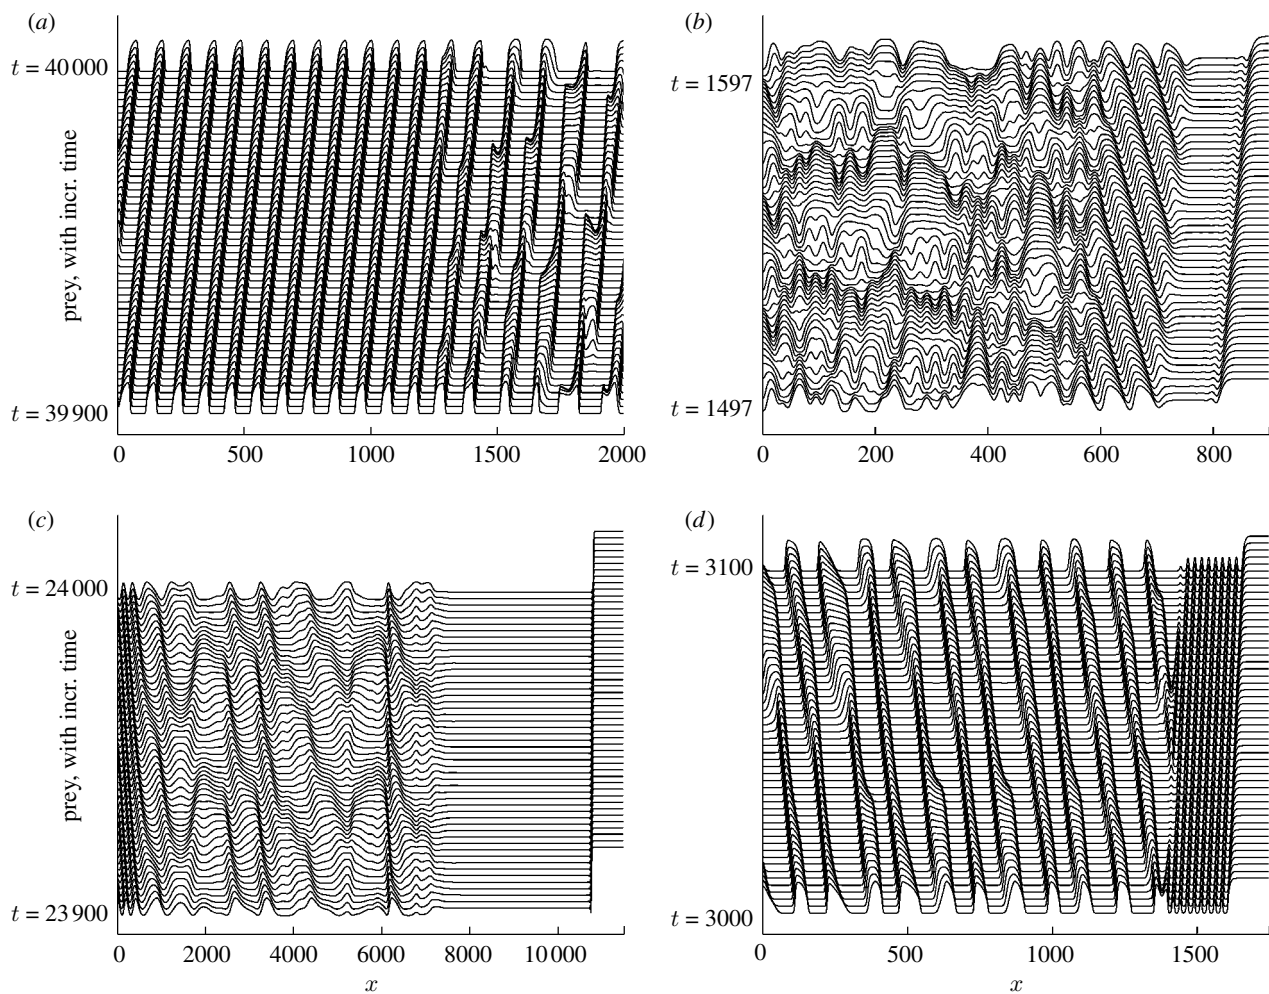 (a)
t = 40 000
prey, with incr. time
t = 39 900
0 500 1000 1500 2000
(b)
t = 1597
t = 1497
0 200 400 600 800
(c)
t = 24 000
prey, with incr. time
t = 23 900
0 2000 4000 6000 8000 10 000
x
(d)
t = 3100
t = 3000
0 500 1000 1500
x